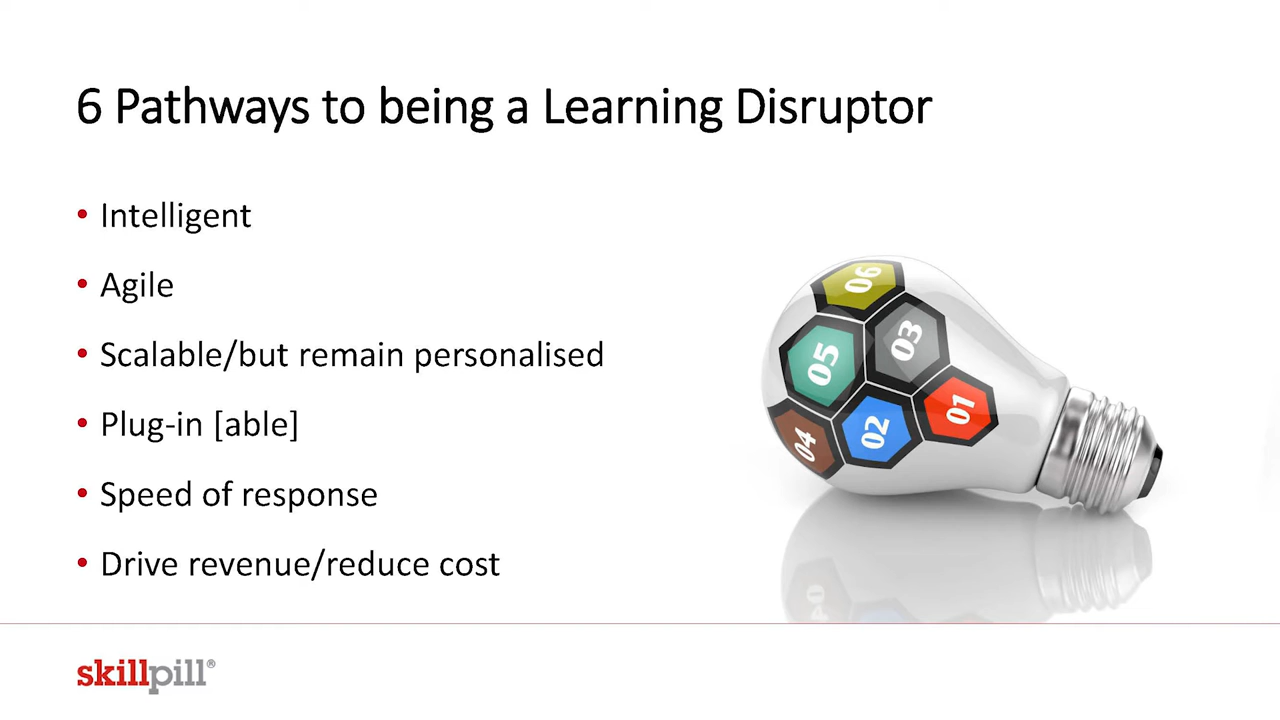 6 Pathways to being a Learning Disruptor
• Intelligent
• Agile
• Scalable/but remain personalised
• Plug-in [able]
• Speed of response
• Drive revenue/reduce cost
06
03
05
01
02
04
skillpill®